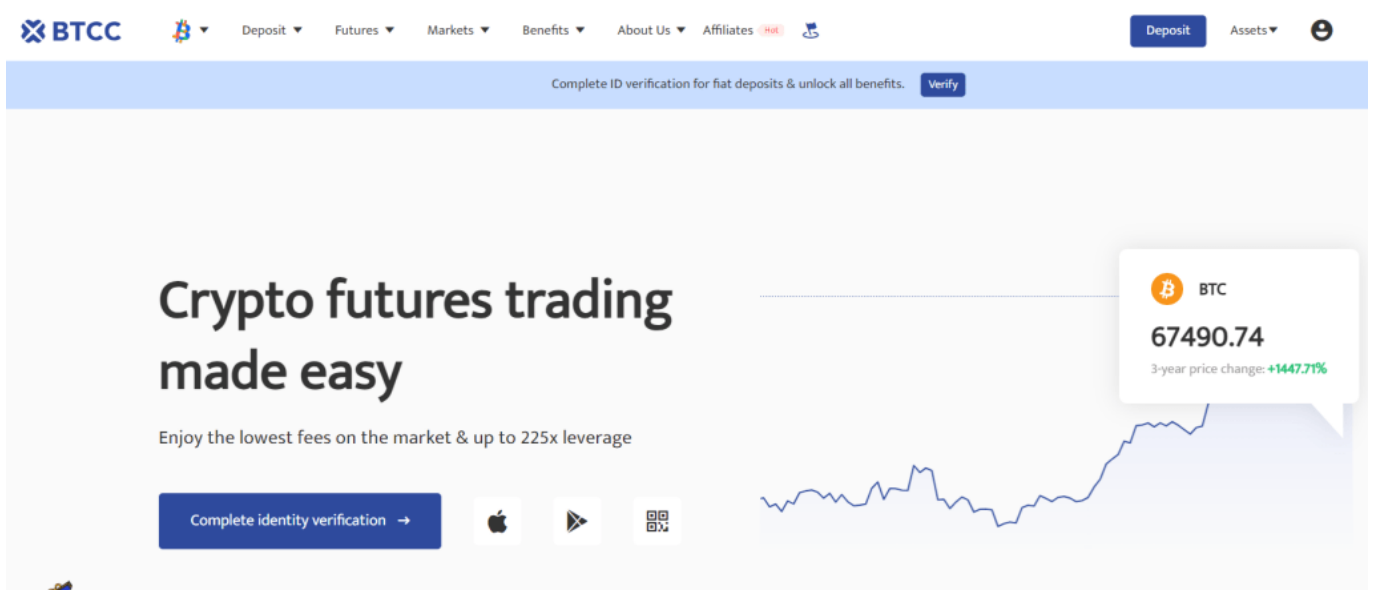 BTCC
Deposit
Futures
Markets
Benefits
About Us
Affiliates
Hot
Deposit
Assets
Complete ID verification for fiat deposits & unlock all benefits.
Verify
Crypto futures trading
made easy
Enjoy the lowest fees on the market & up to 225x leverage
Complete identity verification →
BTC
67490.74
3-year price change: +1447.71%